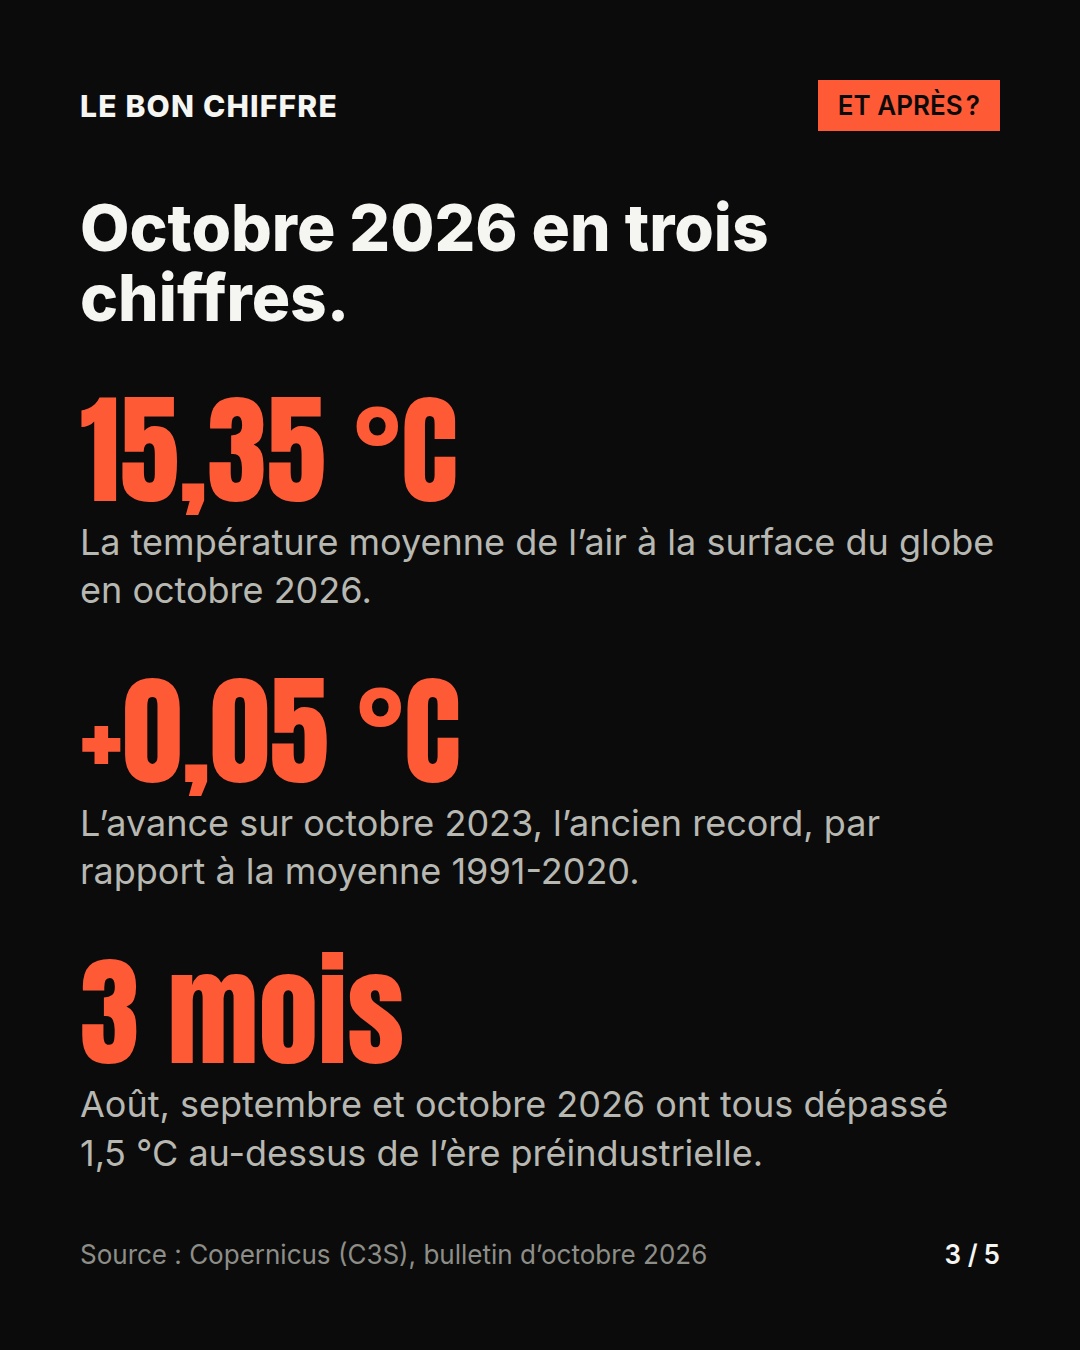 LE BON CHIFFRE
ET APRÈS ?
Octobre 2026 en trois
chiffres.
15,35 °C
La température moyenne de l’air à la surface du globe
en octobre 2026.
+0,05 °C
L’avance sur octobre 2023, l’ancien record, par
rapport à la moyenne 1991-2020.
3 mois
Août, septembre et octobre 2026 ont tous dépassé
1,5 °C au-dessus de l’ère préindustrielle.
Source : Copernicus (C3S), bulletin d’octobre 2026
3 / 5